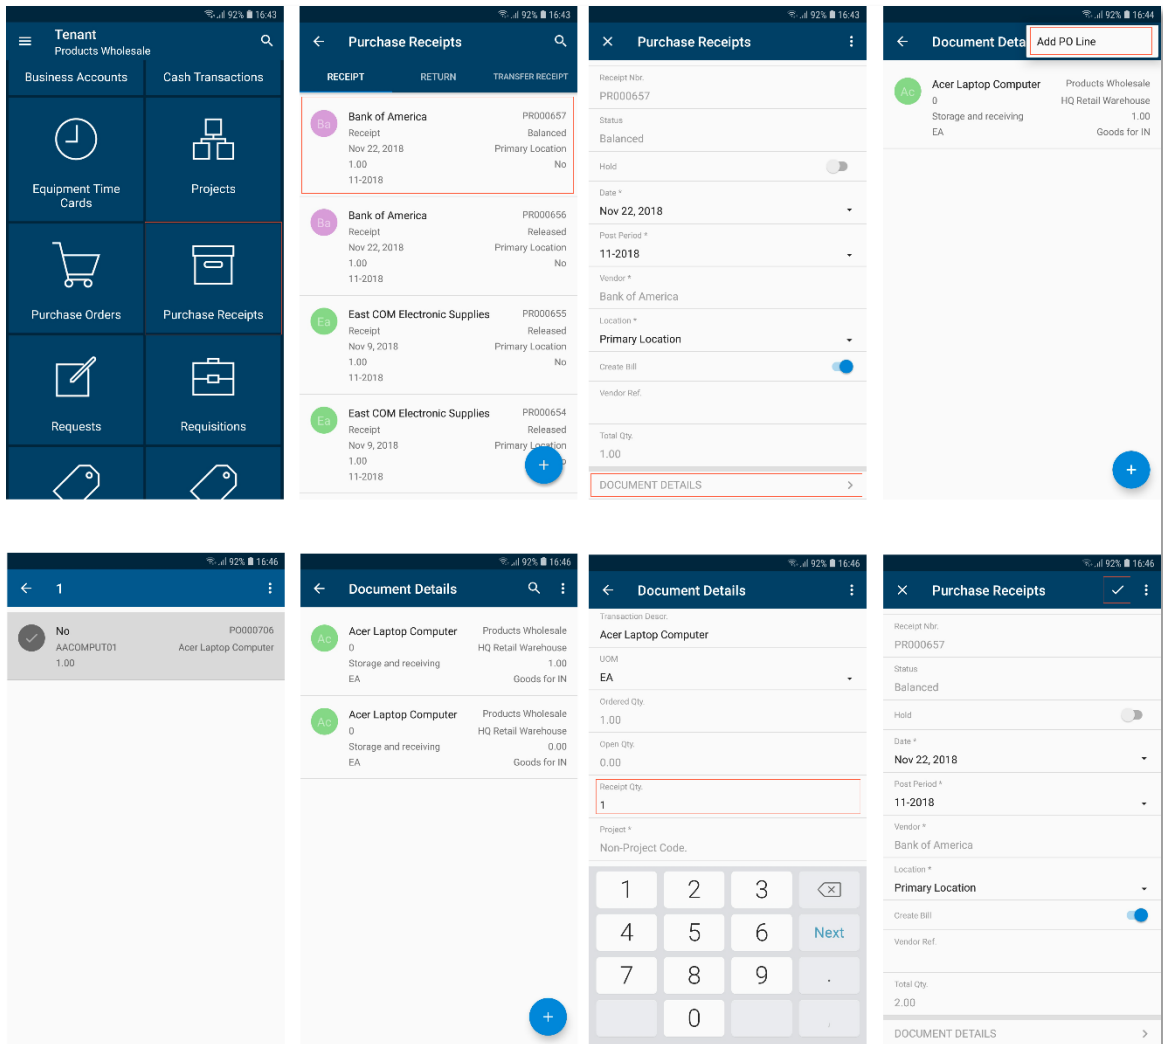 92% 16:43
Tenant
Products Wholesale
Business Accounts
Cash Transactions
Equipment Time
Cards
Projects
Purchase Orders
Purchase Receipts
Requests
Requisitions
92% 16:43
Purchase Receipts
RECEIPT
RETURN
TRANSFER RECEIPT
Ba
Bank of America PR000657
Receipt Balanced
Nov 22, 2018 Primary Location
1.00 No
11-2018
Ba
Bank of America PR000656
Receipt Released
Nov 22, 2018 Primary Location
1.00 No
11-2018
Ea
East COM Electronic Supplies PR000655
Receipt Released
Nov 9, 2018 Primary Location
1.00 No
11-2018
Ea
East COM Electronic Supplies PR000654
Receipt Released
Nov 9, 2018 Primary Location
1.00
11-2018
+
92% 16:43
Purchase Receipts
Receipt Nbr.
PR000657
Status
Balanced
Hold
Date *
Nov 22, 2018
Post Period *
11-2018
Vendor *
Bank of America
Location *
Primary Location
Create Bill
Vendor Ref.
Total Qty.
1.00
DOCUMENT DETAILS
92% 16:44
Document Deta
Add PO Line
Ac
Acer Laptop Computer Products Wholesale
0 HQ Retail Warehouse
Storage and receiving 1.00
EA Goods for IN
+
92% 16:46
1
No PO000706
AACOMPUT01 Acer Laptop Computer
1.00
92% 16:46
Document Details
Ac
Acer Laptop Computer Products Wholesale
0 HQ Retail Warehouse
Storage and receiving 1.00
EA Goods for IN
Ac
Acer Laptop Computer Products Wholesale
0 HQ Retail Warehouse
Storage and receiving 0.00
EA Goods for IN
+
92% 16:46
Document Details
Transaction Descr.
Acer Laptop Computer
UOM
EA
Ordered Qty.
1.00
Open Qty.
0.00
Receipt Qty.
1
Project *
Non-Project Code.
1 2 3
4 5 6 Next
7 8 9 .
0 ,
92% 16:46
Purchase Receipts
Receipt Nbr.
PR000657
Status
Balanced
Hold
Date *
Nov 22, 2018
Post Period *
11-2018
Vendor *
Bank of America
Location *
Primary Location
Create Bill
Vendor Ref.
Total Qty.
2.00
DOCUMENT DETAILS